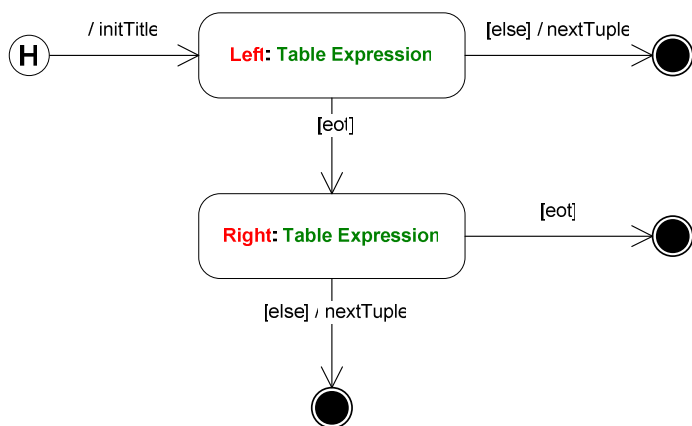 / initTitle
[else] / nextTuple
H
Left: Table Expression
[eot]
[eot]
Right: Table Expression
[else] / nextTuple